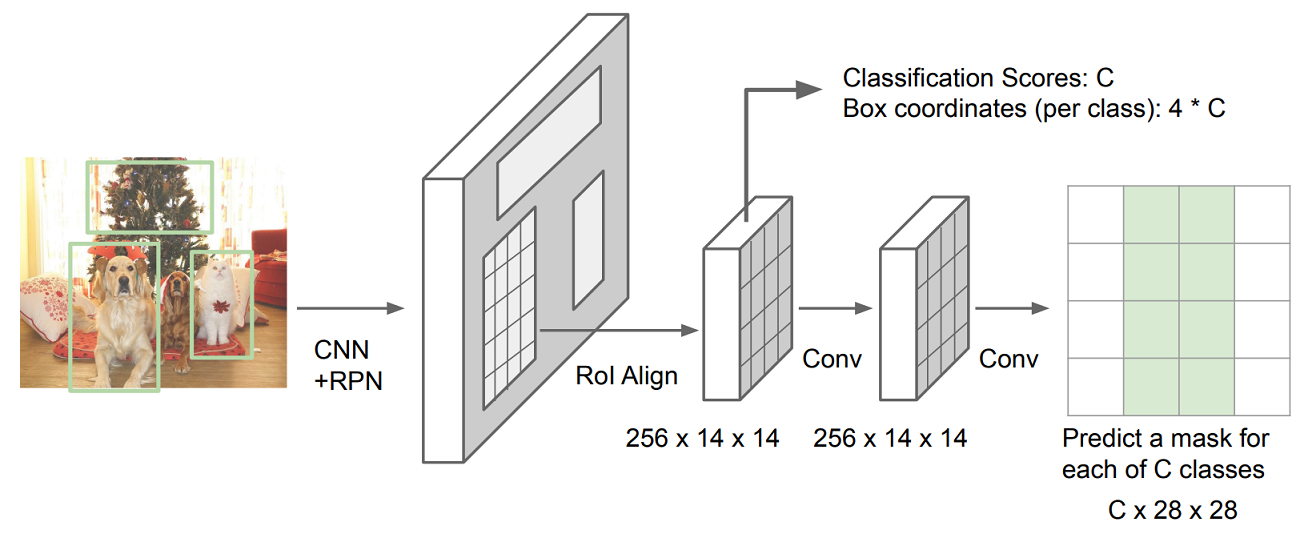 Classification Scores: C
Box coordinates (per class): 4 * C
CNN
+RPN
RoI Align
Conv
Conv
256 x 14 x 14
256 x 14 x 14
Predict a mask for
each of C classes
C x 28 x 28